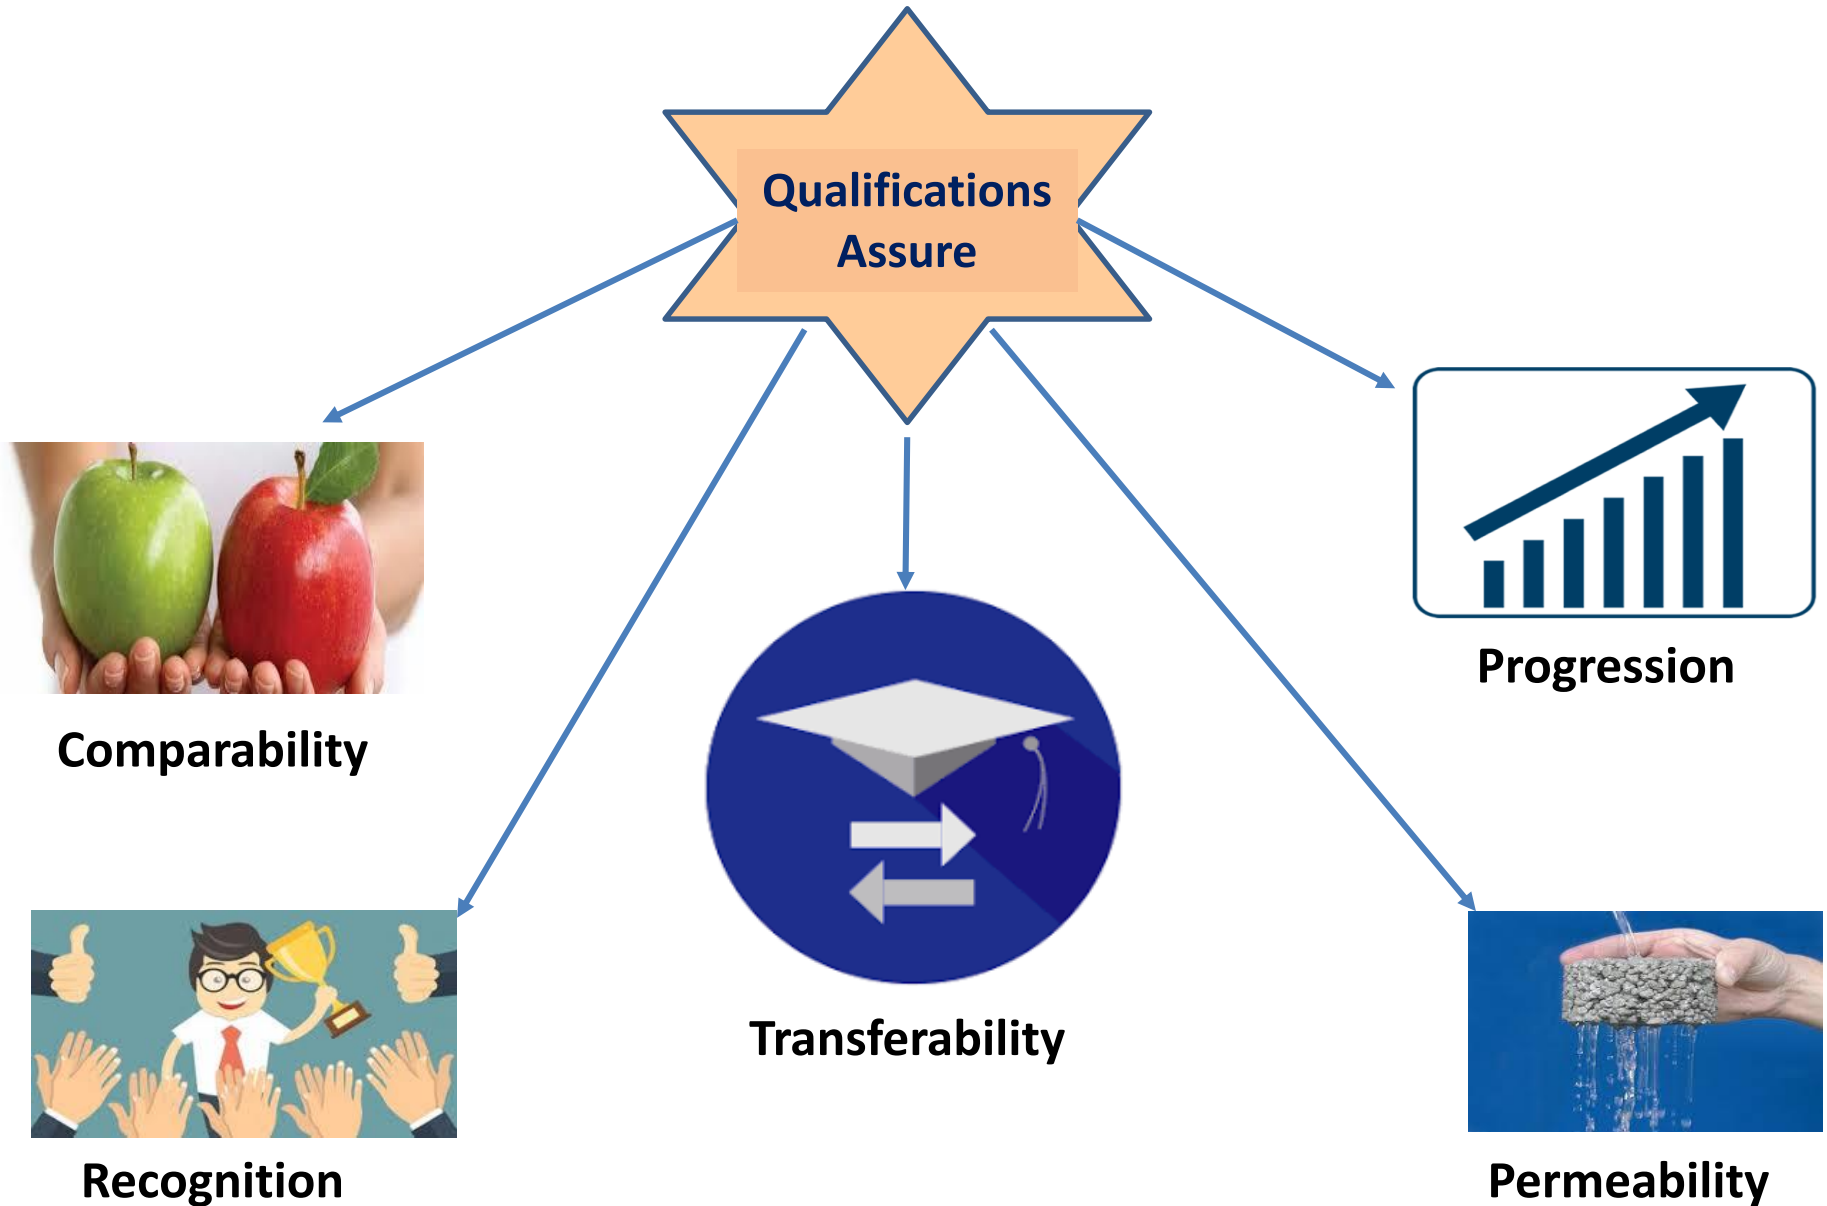 Qualifications
Assure
Progression
Comparability
Transferability
Recognition
Permeability